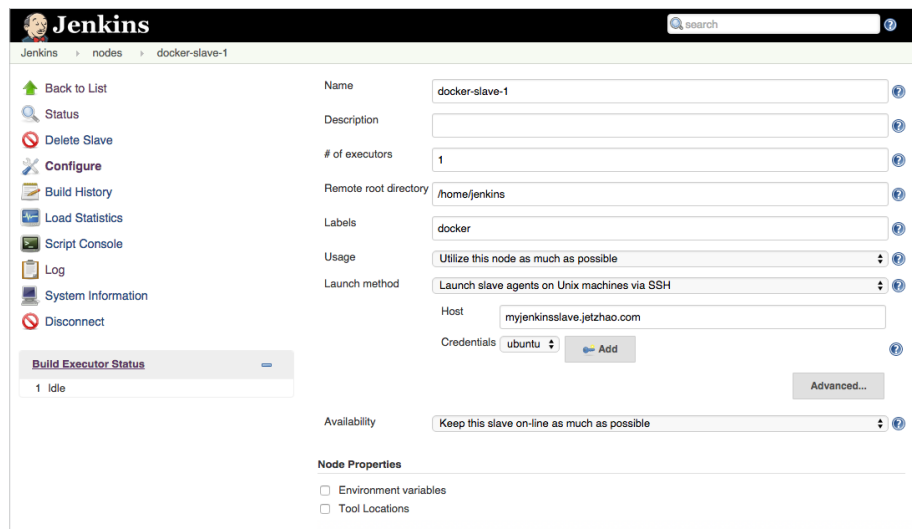 Jenkins
search
Jenkins nodes docker-slave-1
Back to List
Status
Delete Slave
Configure
Build History
Load Statistics
Script Console
Log
System Information
Disconnect
Build Executor Status
1 Idle
Name docker-slave-1
Description
# of executors 1
Remote root directory /home/jenkins
Labels docker
Usage Utilize this node as much as possible
Launch method Launch slave agents on Unix machines via SSH
Host myjenkinsslave.jetzhao.com
Credentials ubuntu Add
Advanced...
Availability Keep this slave on-line as much as possible
Node Properties
Environment variables
Tool Locations